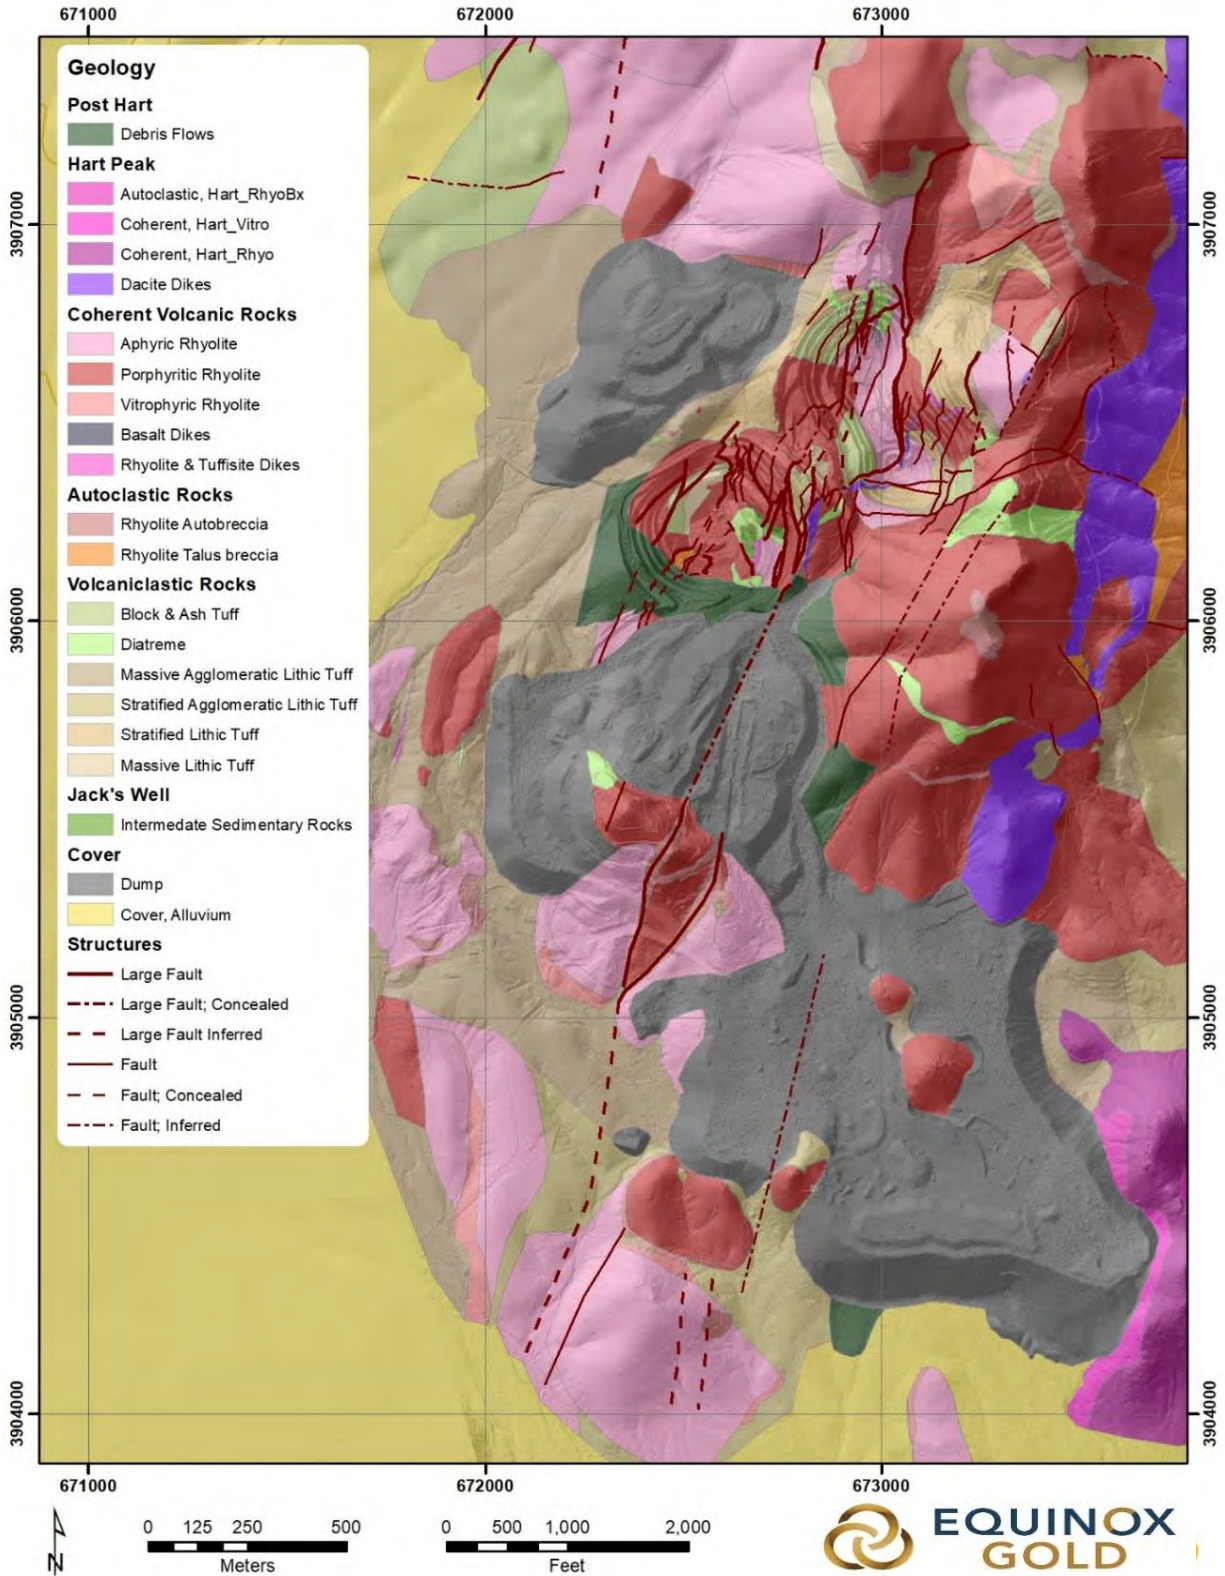 671000 672000 673000
Geology
Post Hart
Debris Flows
Hart Peak
Autoclastic, Hart_RhyoBx
Coherent, Hart_Vitro
Coherent, Hart_Rhyo
Dacite Dikes
Coherent Volcanic Rocks
Aphyric Rhyolite
Porphyritic Rhyolite
Vitrophyric Rhyolite
Basalt Dikes
Rhyolite & Tuffisite Dikes
Autoclastic Rocks
Rhyolite Autobreccia
Rhyolite Talus breccia
Volcaniclastic Rocks
Block & Ash Tuff
Diatreme
Massive Agglomeratic Lithic Tuff
Stratified Agglomeratic Lithic Tuff
Stratified Lithic Tuff
Massive Lithic Tuff
Jack's Well
Intermedate Sedimentary Rocks
Cover
Dump
Cover, Alluvium
Structures
Large Fault
Large Fault; Concealed
Large Fault Inferred
Fault
Fault; Concealed
Fault; Inferred
3907000
3906000
3905000
3904000
3907000
3906000
3905000
3904000
671000 672000 673000
N
0 125 250 500
Meters
0 500 1,000 2,000
Feet
EQUINOX
GOLD